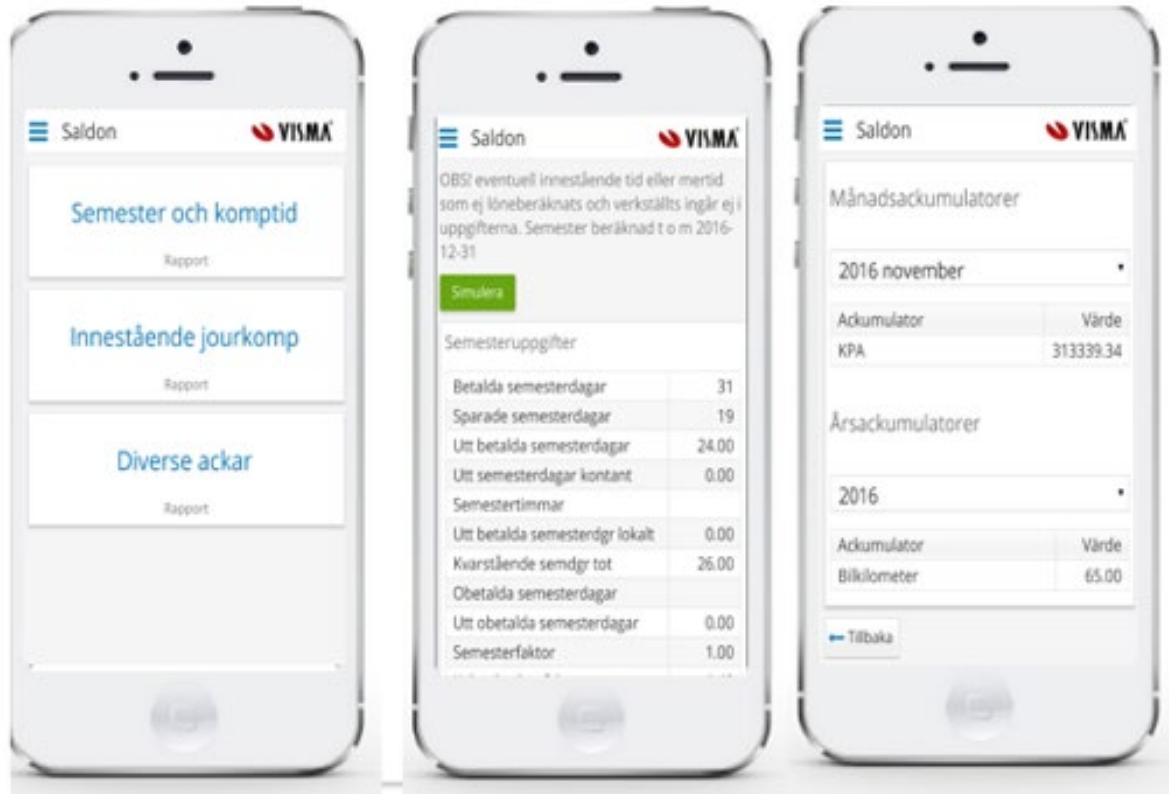 Saldon
VISMA
Semester och komptid
Rapport
Innestående jourkomp
Rapport
Diverse ackar
Rapport
Saldon
VISMA
OBS! eventuell innestående tid eller mertid
som ej löneberäknats och verkställts ingår ej i
uppgifterna. Semester beräknad t o m 2016-
12-31
Simulera
Semesteruppgifter
Betalda semesterdagar 31
Sparade semesterdagar 19
Utt betalda semesterdagar 24.00
Utt semesterdagar kontant 0.00
Semestertimmar
Utt betalda semesterdgr lokalt 0.00
Kvarstående semdgr tot 26.00
Obetalda semesterdagar
Utt obetalda semesterdagar 0.00
Semesterfaktor 1.00
Saldon
VISMA
Månadsackumulatorer
2016 november
Ackumulator Värde
KPA 313339.34
Årsackumulatorer
2016
Ackumulator Värde
Bilkilometer 65.00
Tillbaka